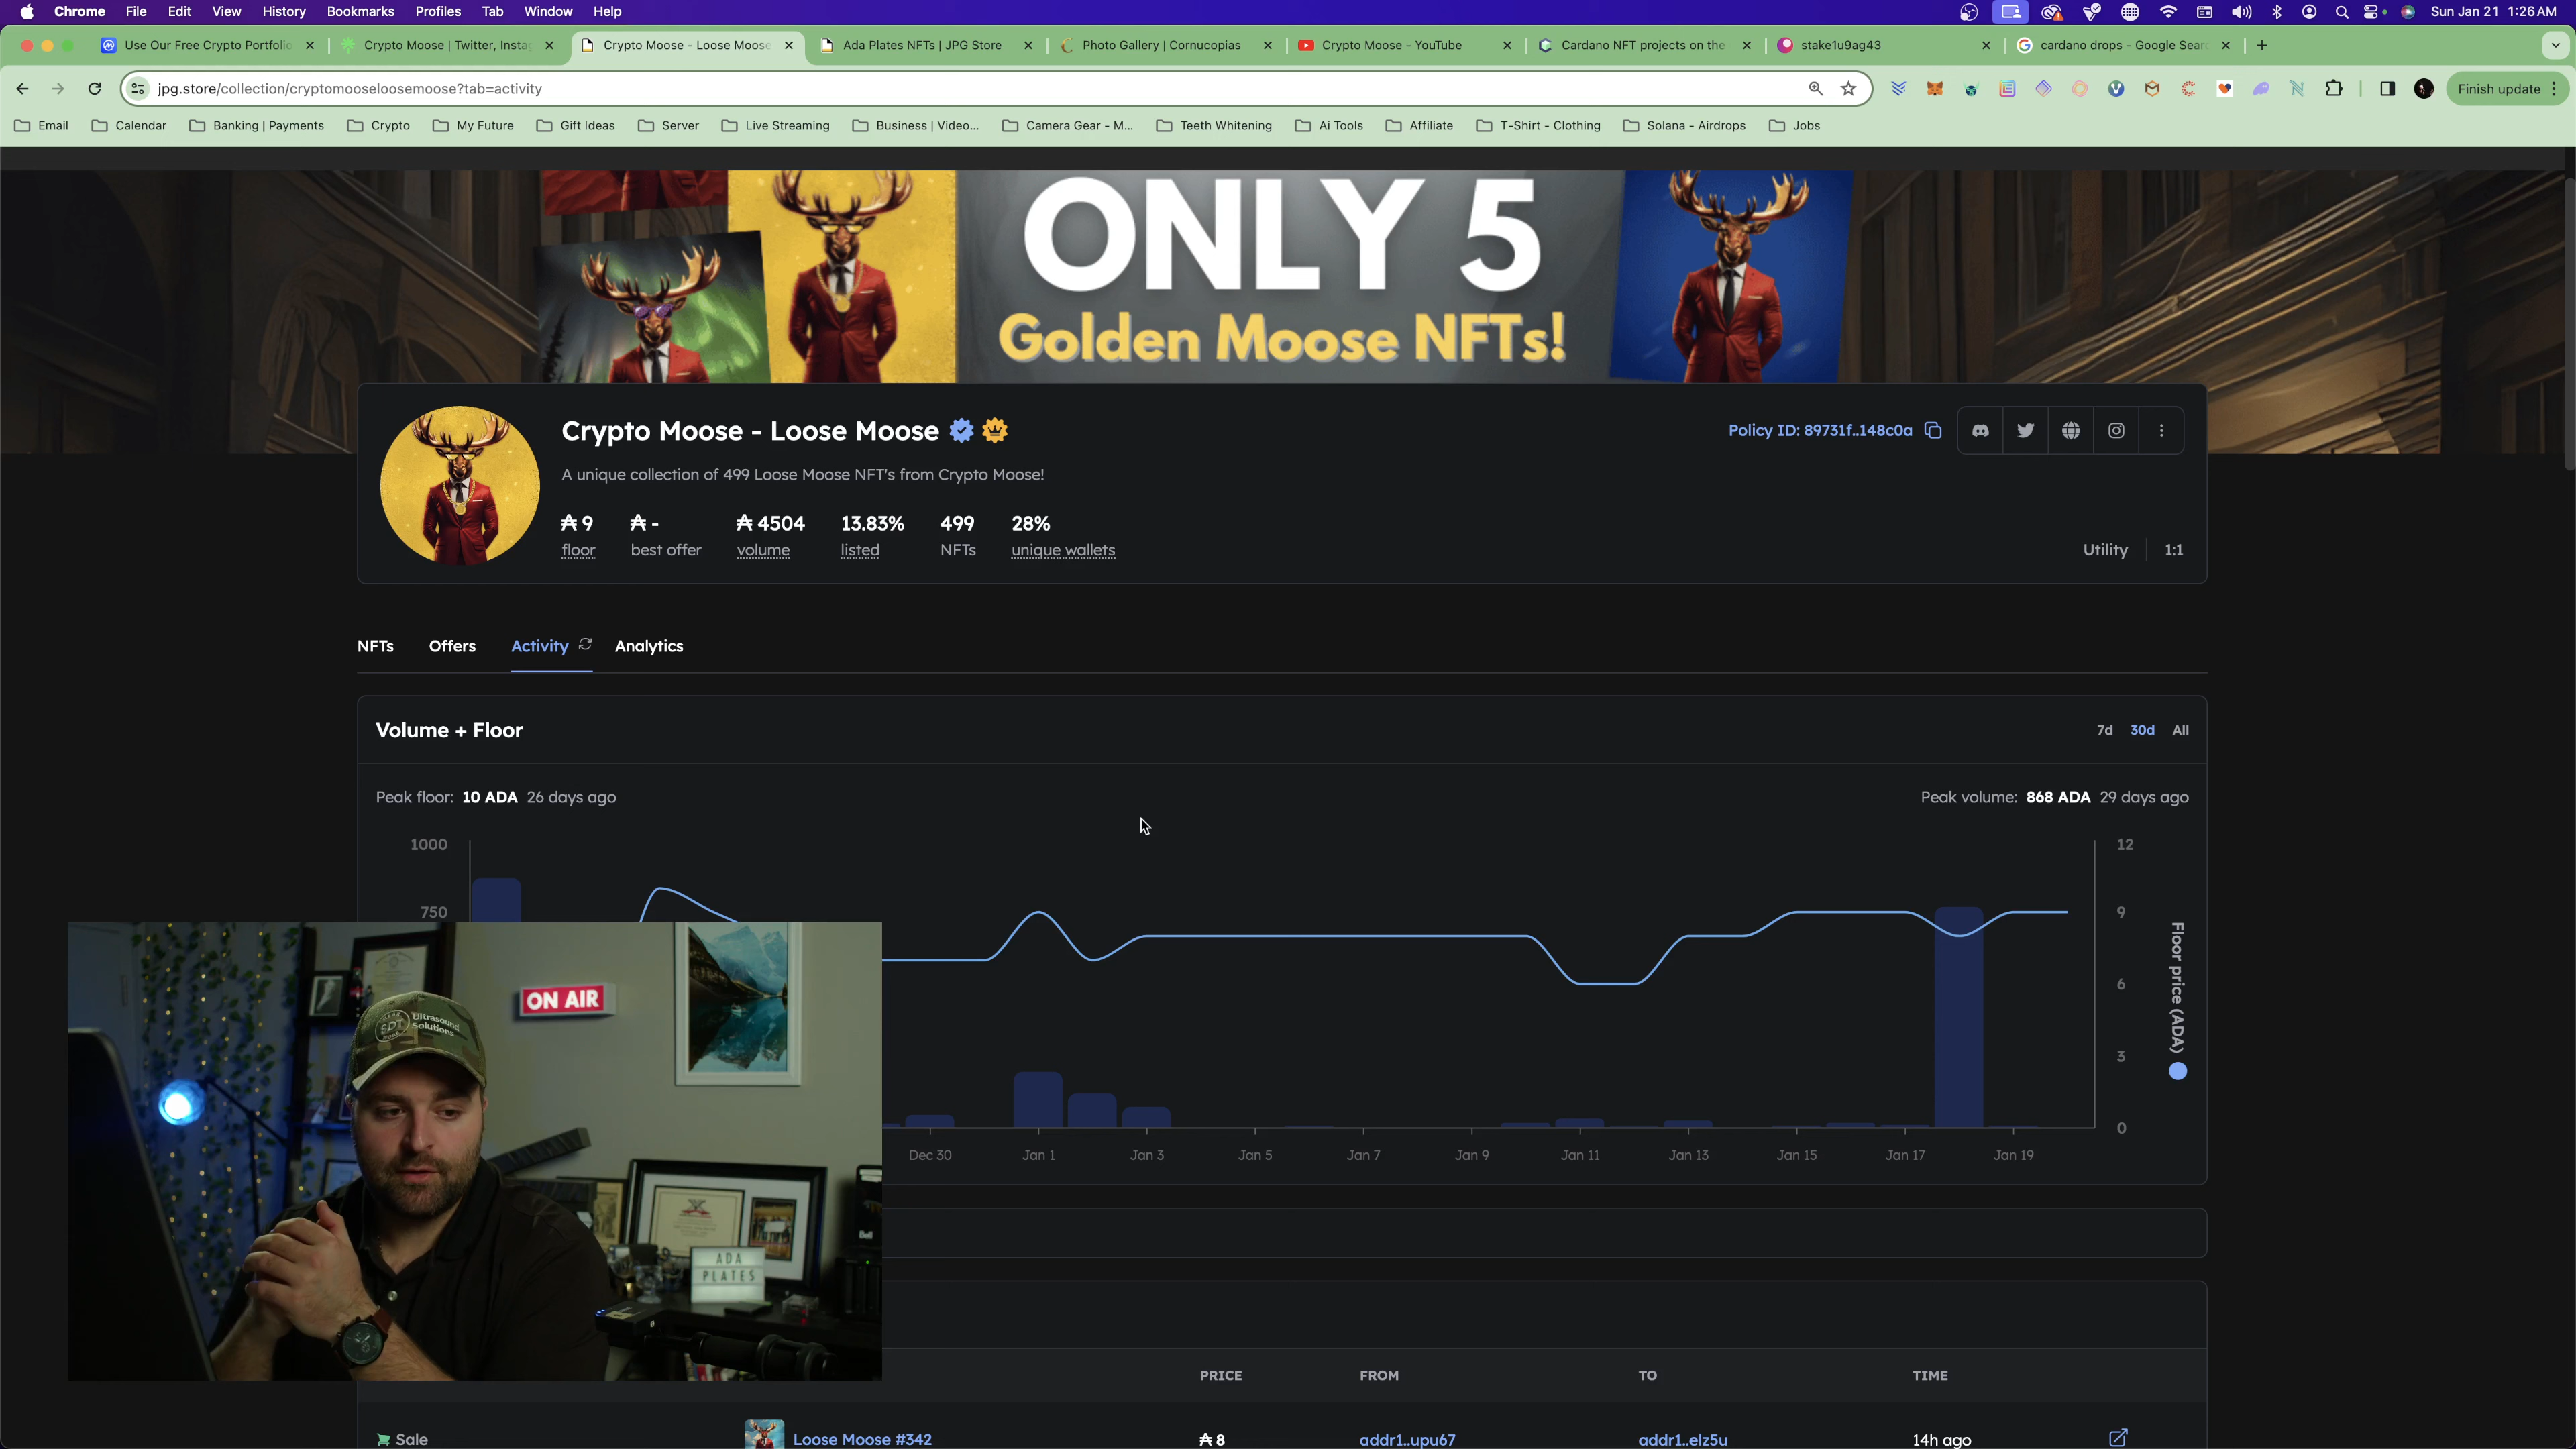 Chrome File Edit View History Bookmarks Profiles Tab Window Help Sun Jan 21 1:26 AM
Use Our Free Crypto Portfolio Crypto Moose | Twitter, Insta Crypto Moose - Loose Moose Ada Plates NFTs | JPG Store Photo Gallery | Cornucopias Crypto Moose - YouTube Cardano NFT projects on the stake1u9ag43 cardano drops - Google Sear
jpg.store/collection/cryptomooseloosemoose?tab=activity Finish update
Email Calendar Banking | Payments Crypto My Future Gift Ideas Server Live Streaming Business | Video... Camera Gear - M... Teeth Whitening Ai Tools Affiliate T-Shirt - Clothing Solana - Airdrops Jobs
ONLY 5
Golden Moose NFTs!
Crypto Moose - Loose Moose
Policy ID: 89731f..148c0a
A unique collection of 499 Loose Moose NFT's from Crypto Moose!
₳ 9 ₳ - ₳ 4504 13.83% 499 28%
floor best offer volume listed NFTs unique wallets
Utility 1:1
NFTs Offers Activity Analytics
Volume + Floor
7d 30d All
Peak floor: 10 ADA 26 days ago
Peak volume: 868 ADA 29 days ago
1000 12
750 9
6
3
0
Floor price (ADA)
Dec 30 Jan 1 Jan 3 Jan 5 Jan 7 Jan 9 Jan 11 Jan 13 Jan 15 Jan 17 Jan 19
ON AIR
SDT Ultrasound
Solutions
ADA
PLATES
Bell
PRICE FROM TO TIME
Sale Loose Moose #342 ₳ 8 addr1..upu67 addr1..elz5u 14h ago